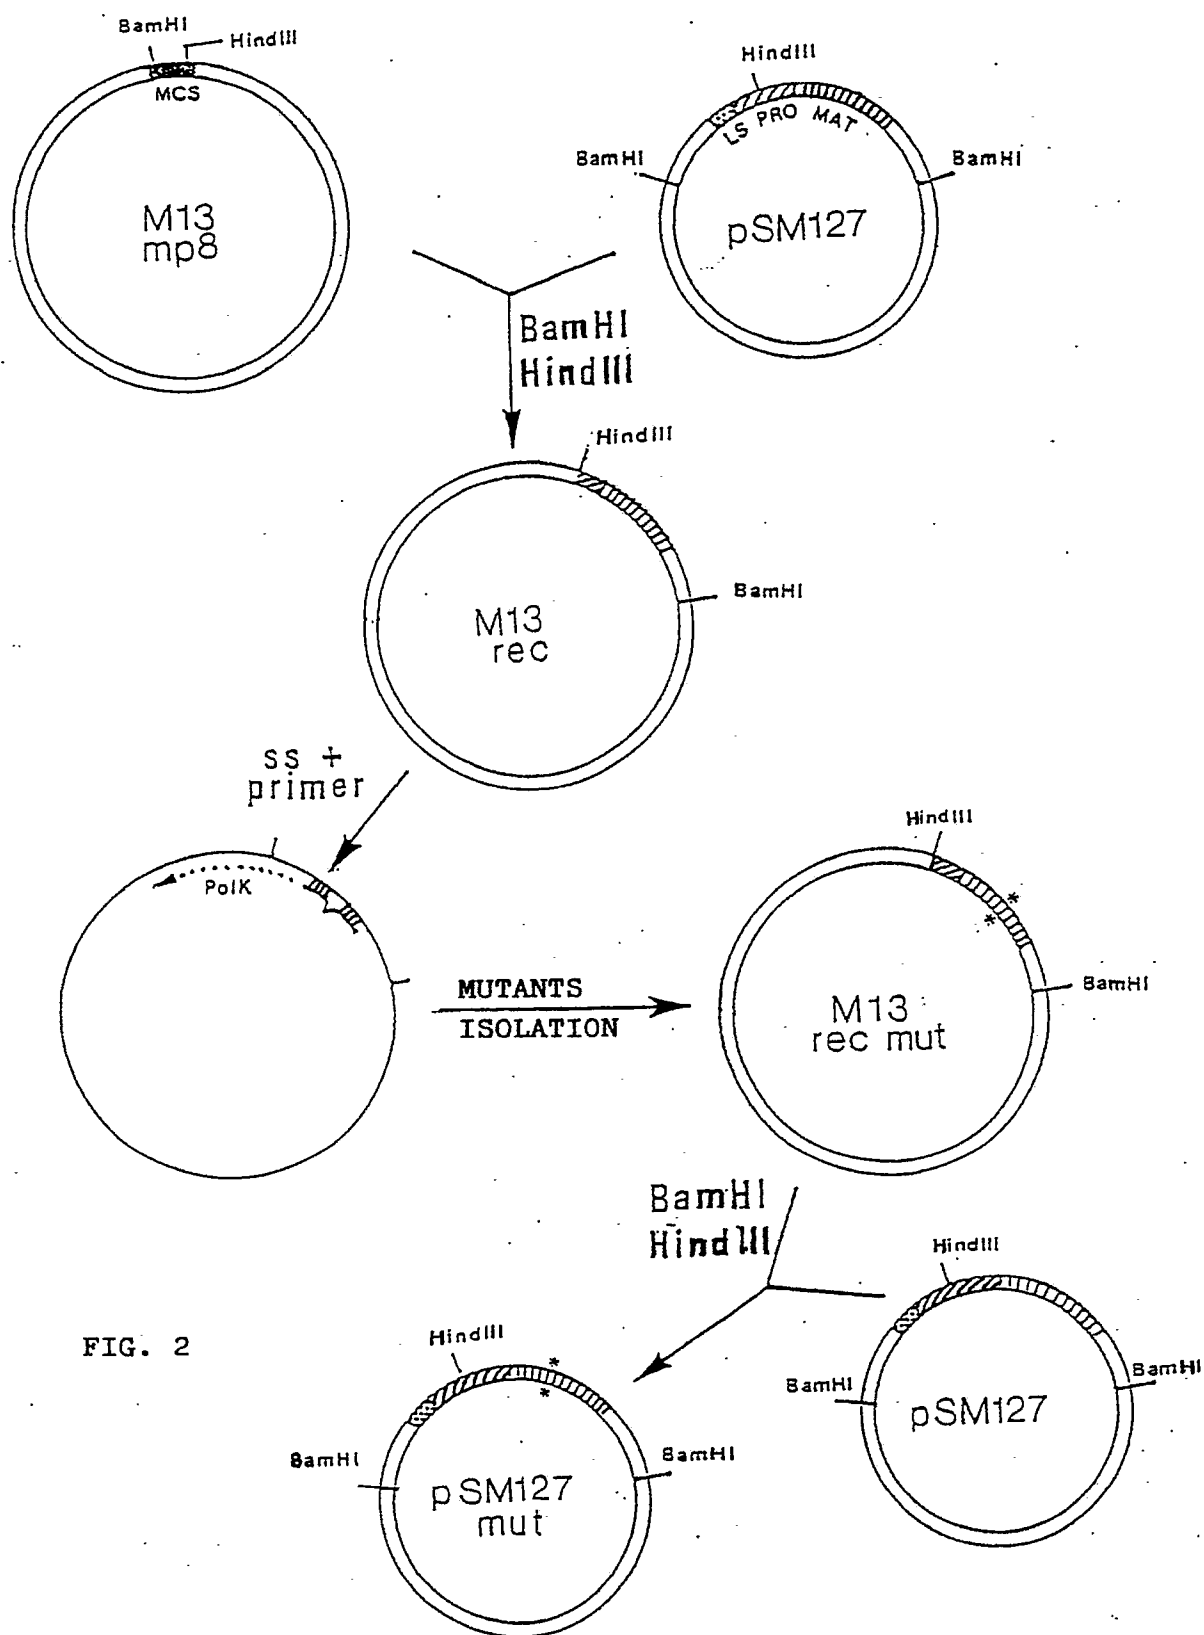 BamHI
HindIII
MCS
M13
mp8
HindIII
LS PRO MAT
BamHI
BamHI
pSM127
BamHI
HindIII
HindIII
BamHI
M13
rec
ss +
primer
PolK
MUTANTS
ISOLATION
HindIII
*
*
BamHI
M13
rec mut
BamHI
HindIII
HindIII
BamHI
BamHI
pSM127
FIG. 2
HindIII
*
*
BamHI
BamHI
pSM127
mut